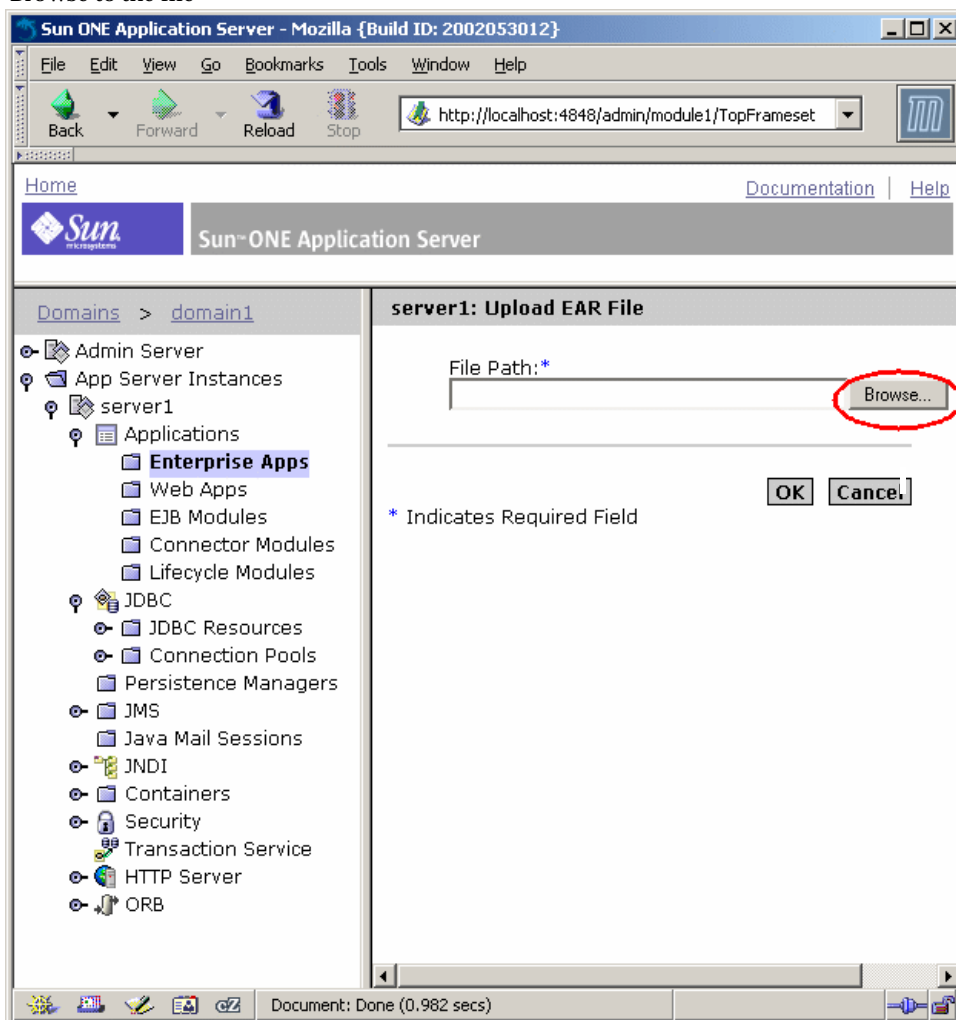 Browse to the file
Sun ONE Application Server - Mozilla {Build ID: 2002053012}
File Edit View Go Bookmarks Tools Window Help
Back Forward Reload Stop
http://localhost:4848/admin/module1/TopFrameset
Home
Documentation | Help
Sun microsystems
Sun™ ONE Application Server
Domains > domain1
Admin Server
App Server Instances
server1
Applications
Enterprise Apps
Web Apps
EJB Modules
Connector Modules
Lifecycle Modules
JDBC
JDBC Resources
Connection Pools
Persistence Managers
JMS
Java Mail Sessions
JNDI
Containers
Security
Transaction Service
HTTP Server
ORB
server1: Upload EAR File
File Path:*
Browse...
OK Cancel
* Indicates Required Field
Document: Done (0.982 secs)